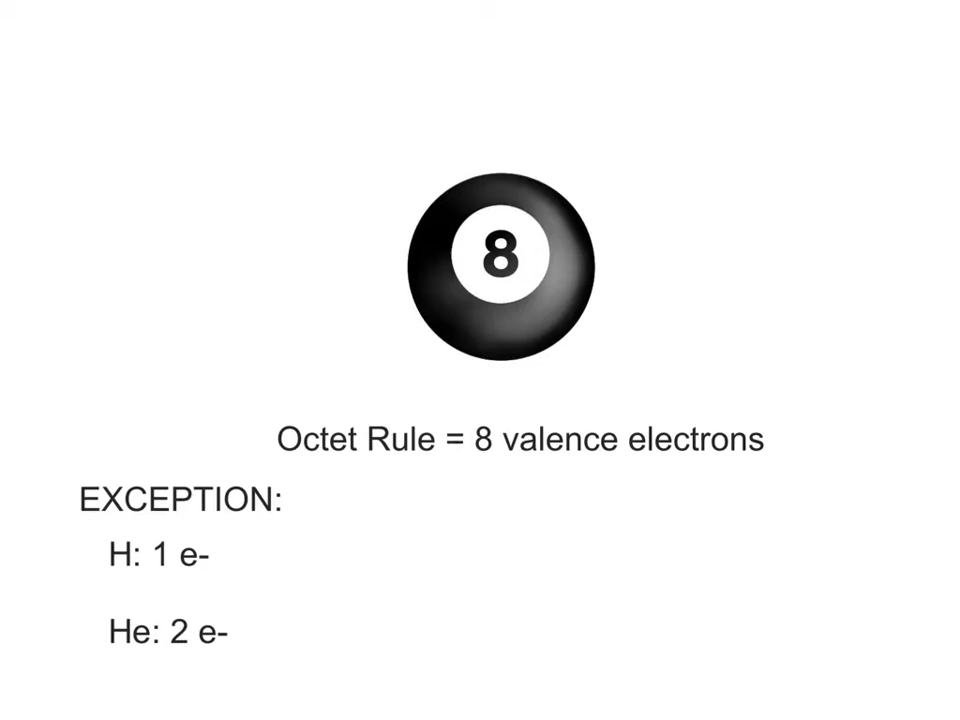 8
Octet Rule = 8 valence electrons
EXCEPTION:
H: 1 e-
He: 2 e-